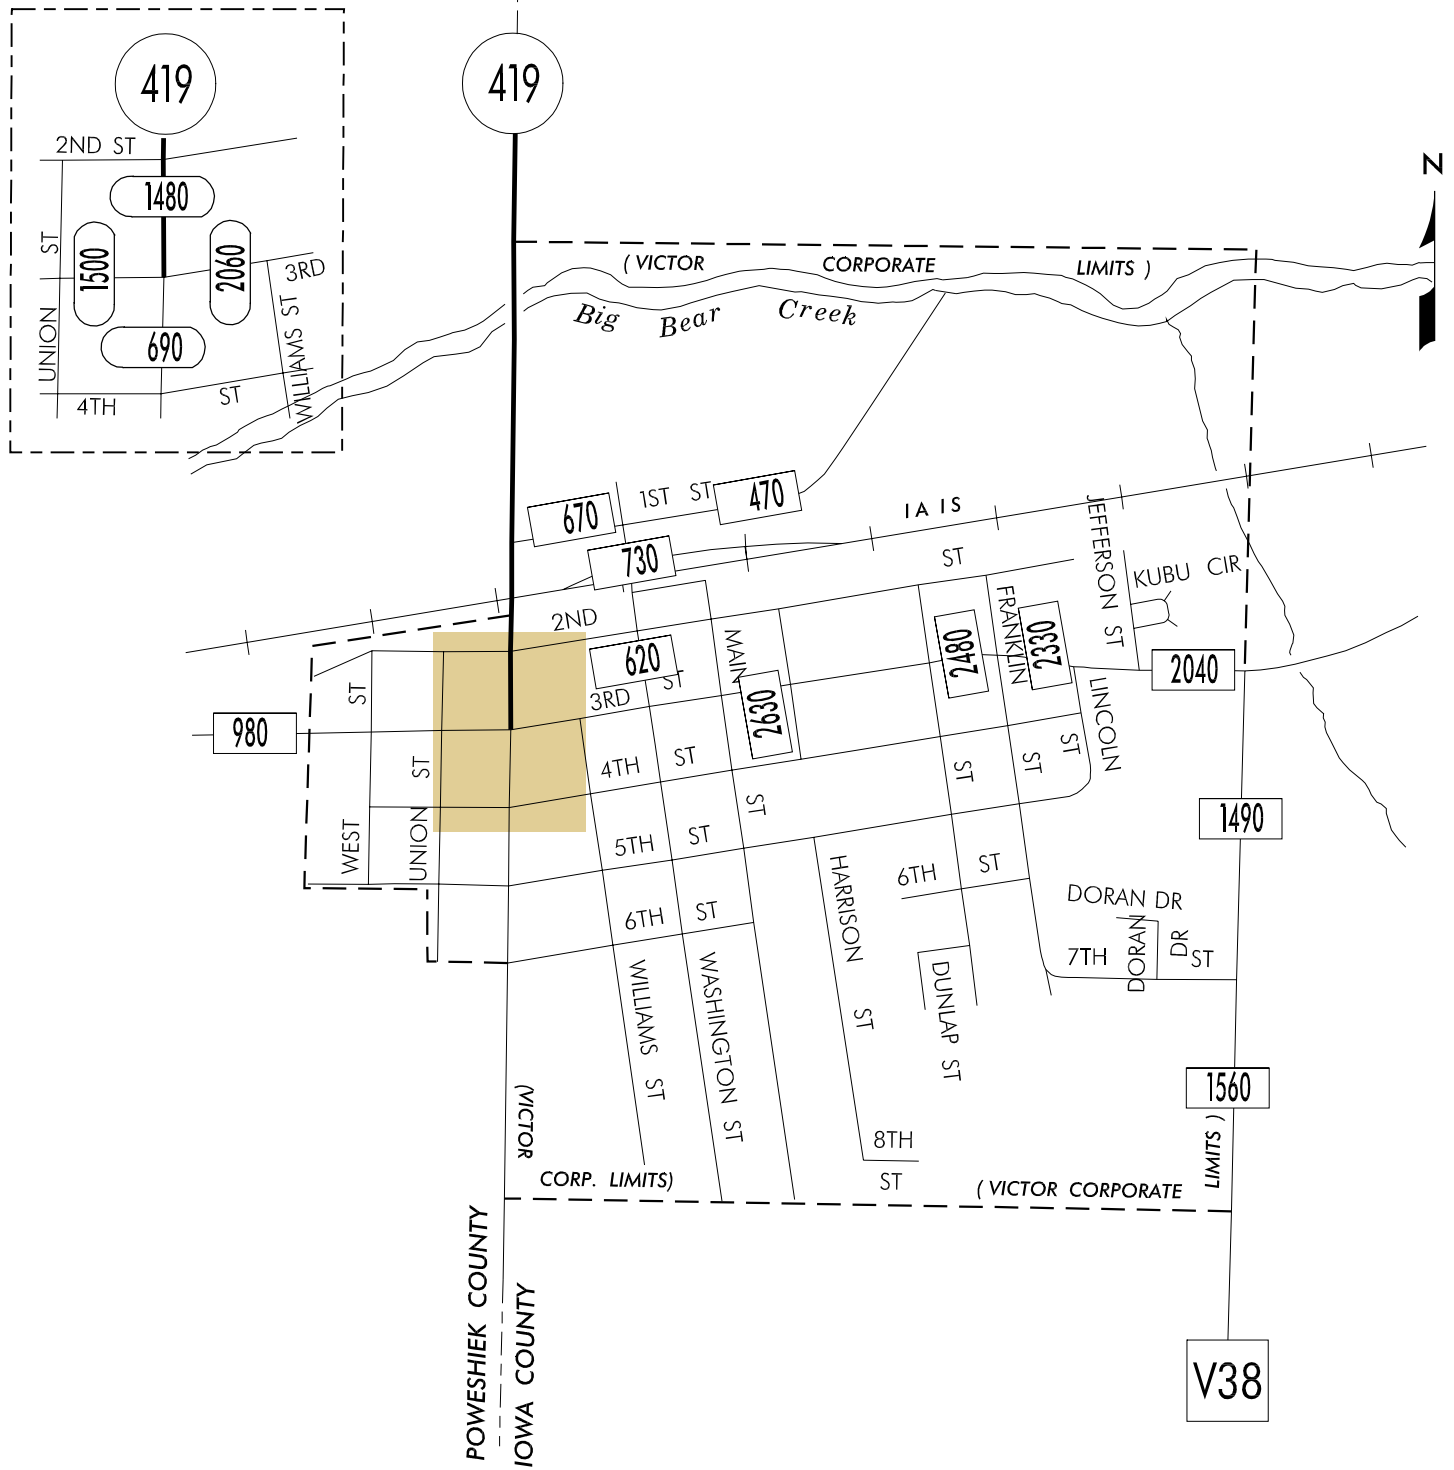 419
2ND ST
1480
UNION ST
1500
2060
3RD
WILLIAMS ST
690
4TH ST
419
N
( VICTOR CORPORATE LIMITS )
Big Bear Creek
1ST ST
470
670
730
IA IS
2ND ST
JEFFERSON ST
KUBU CIR
FRANKLIN ST
2480
2330
2040
620
MAIN ST
3RD ST
2630
LINCOLN ST
980
WEST ST
UNION ST
4TH ST
ST
1490
5TH ST
HARRISON ST
6TH ST
DORAN DR
DORAN DR
6TH ST
7TH ST
WILLIAMS ST
WASHINGTON ST
DUNLAP ST
1560
8TH ST
(VICTOR CORP. LIMITS)
( VICTOR CORPORATE LIMITS )
POWESHIEK COUNTY
IOWA COUNTY
V38